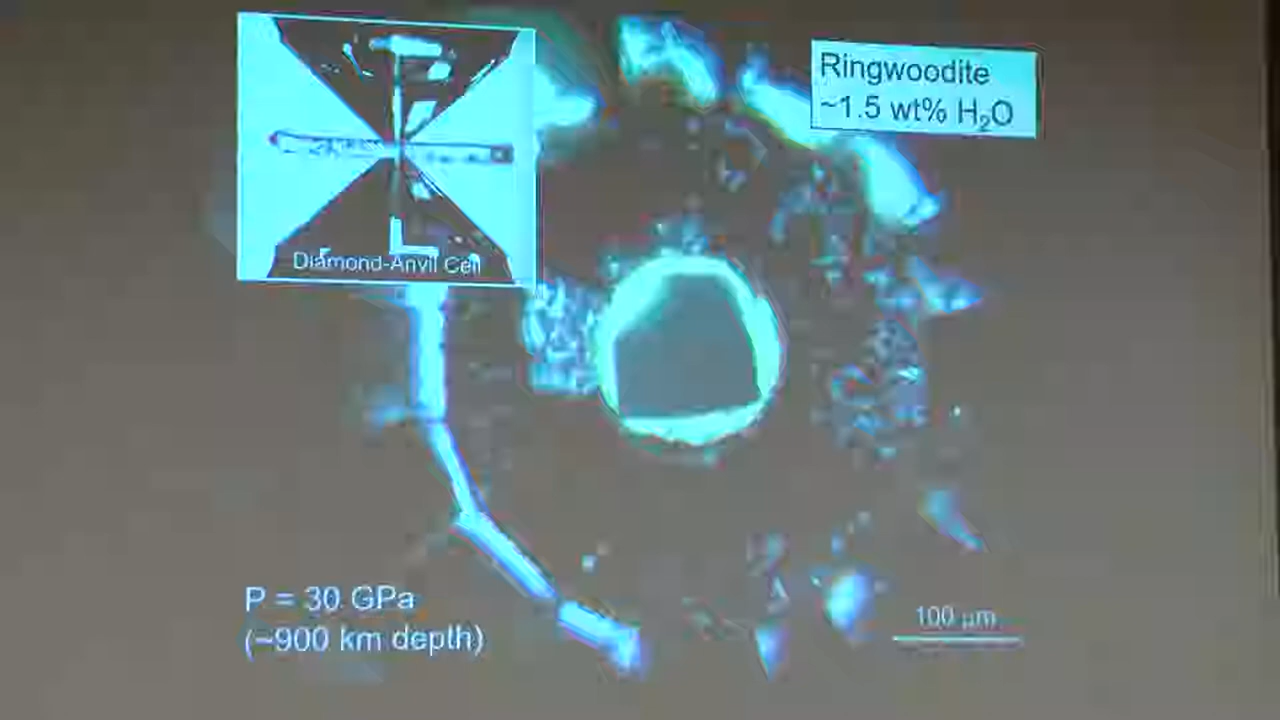 Ringwoodite
~1.5 wt% H₂O
Diamond-Anvil Cell
P = 30 GPa
(~900 km depth)
100 µm